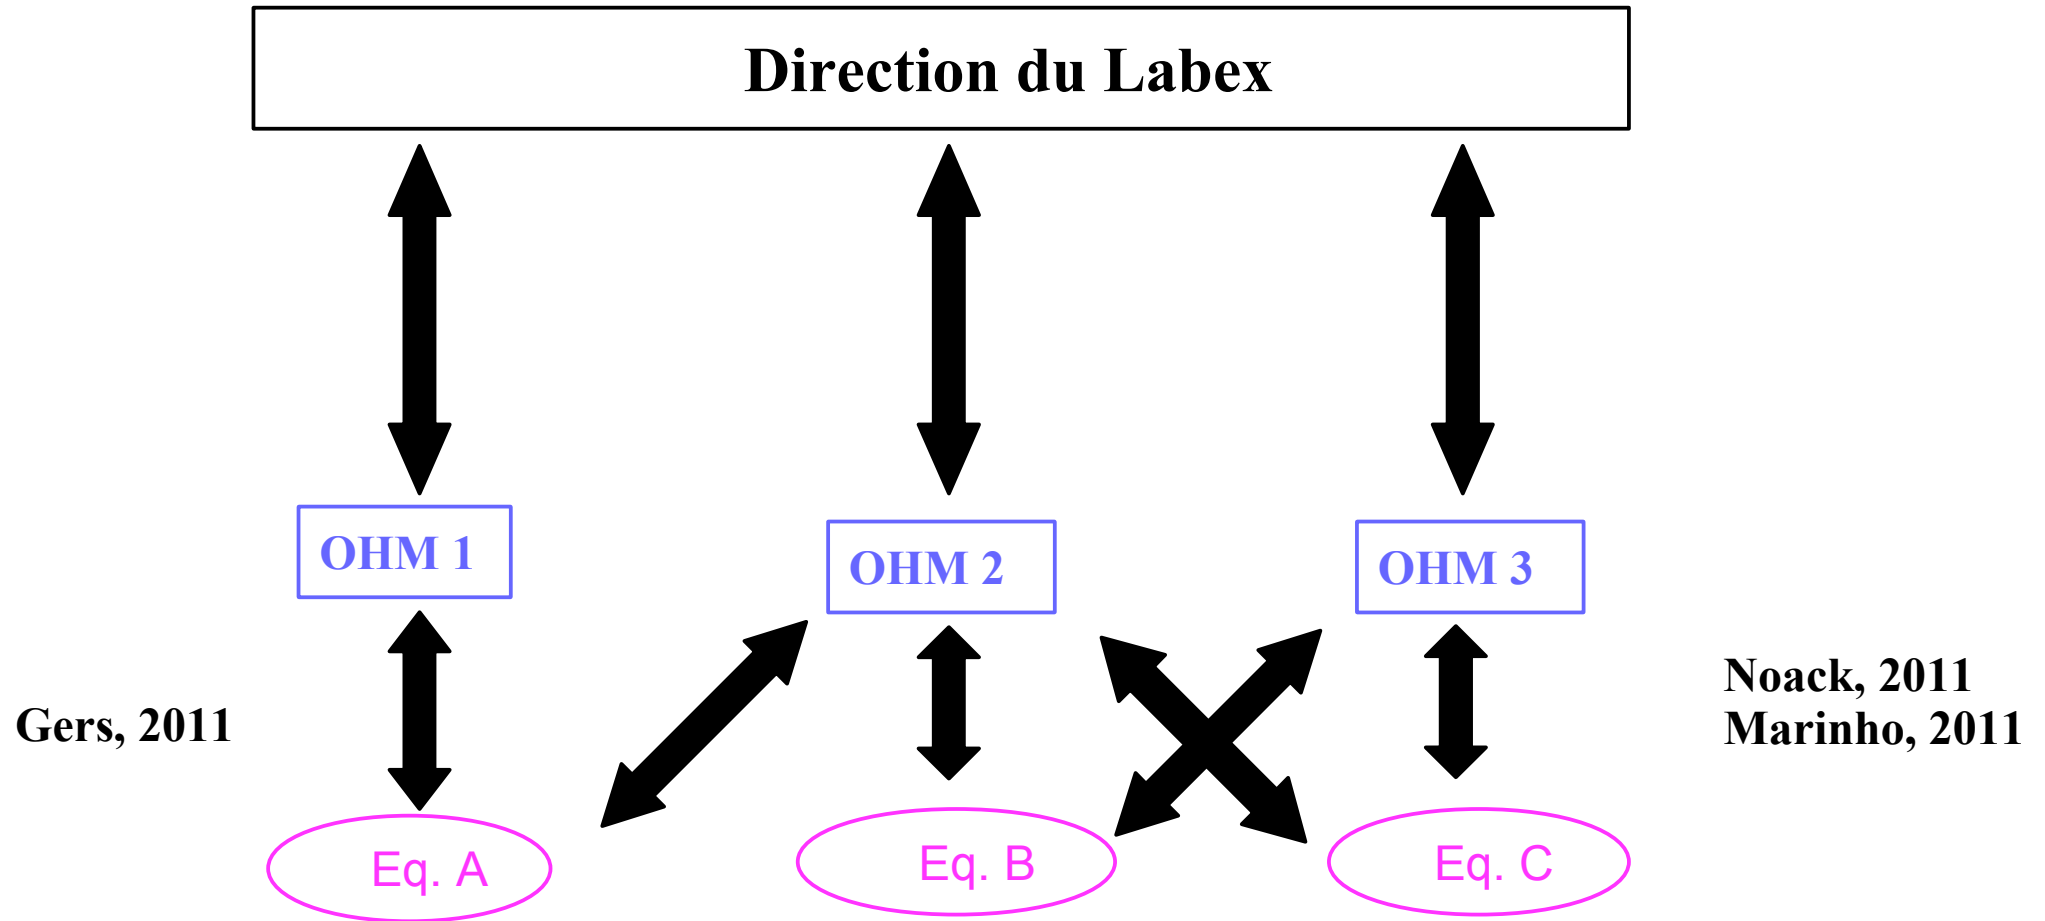 Direction du Labex
OHM 1
OHM 2
OHM 3
Gers, 2011
Noack, 2011
Marinho, 2011
Eq. A
Eq. B
Eq. C